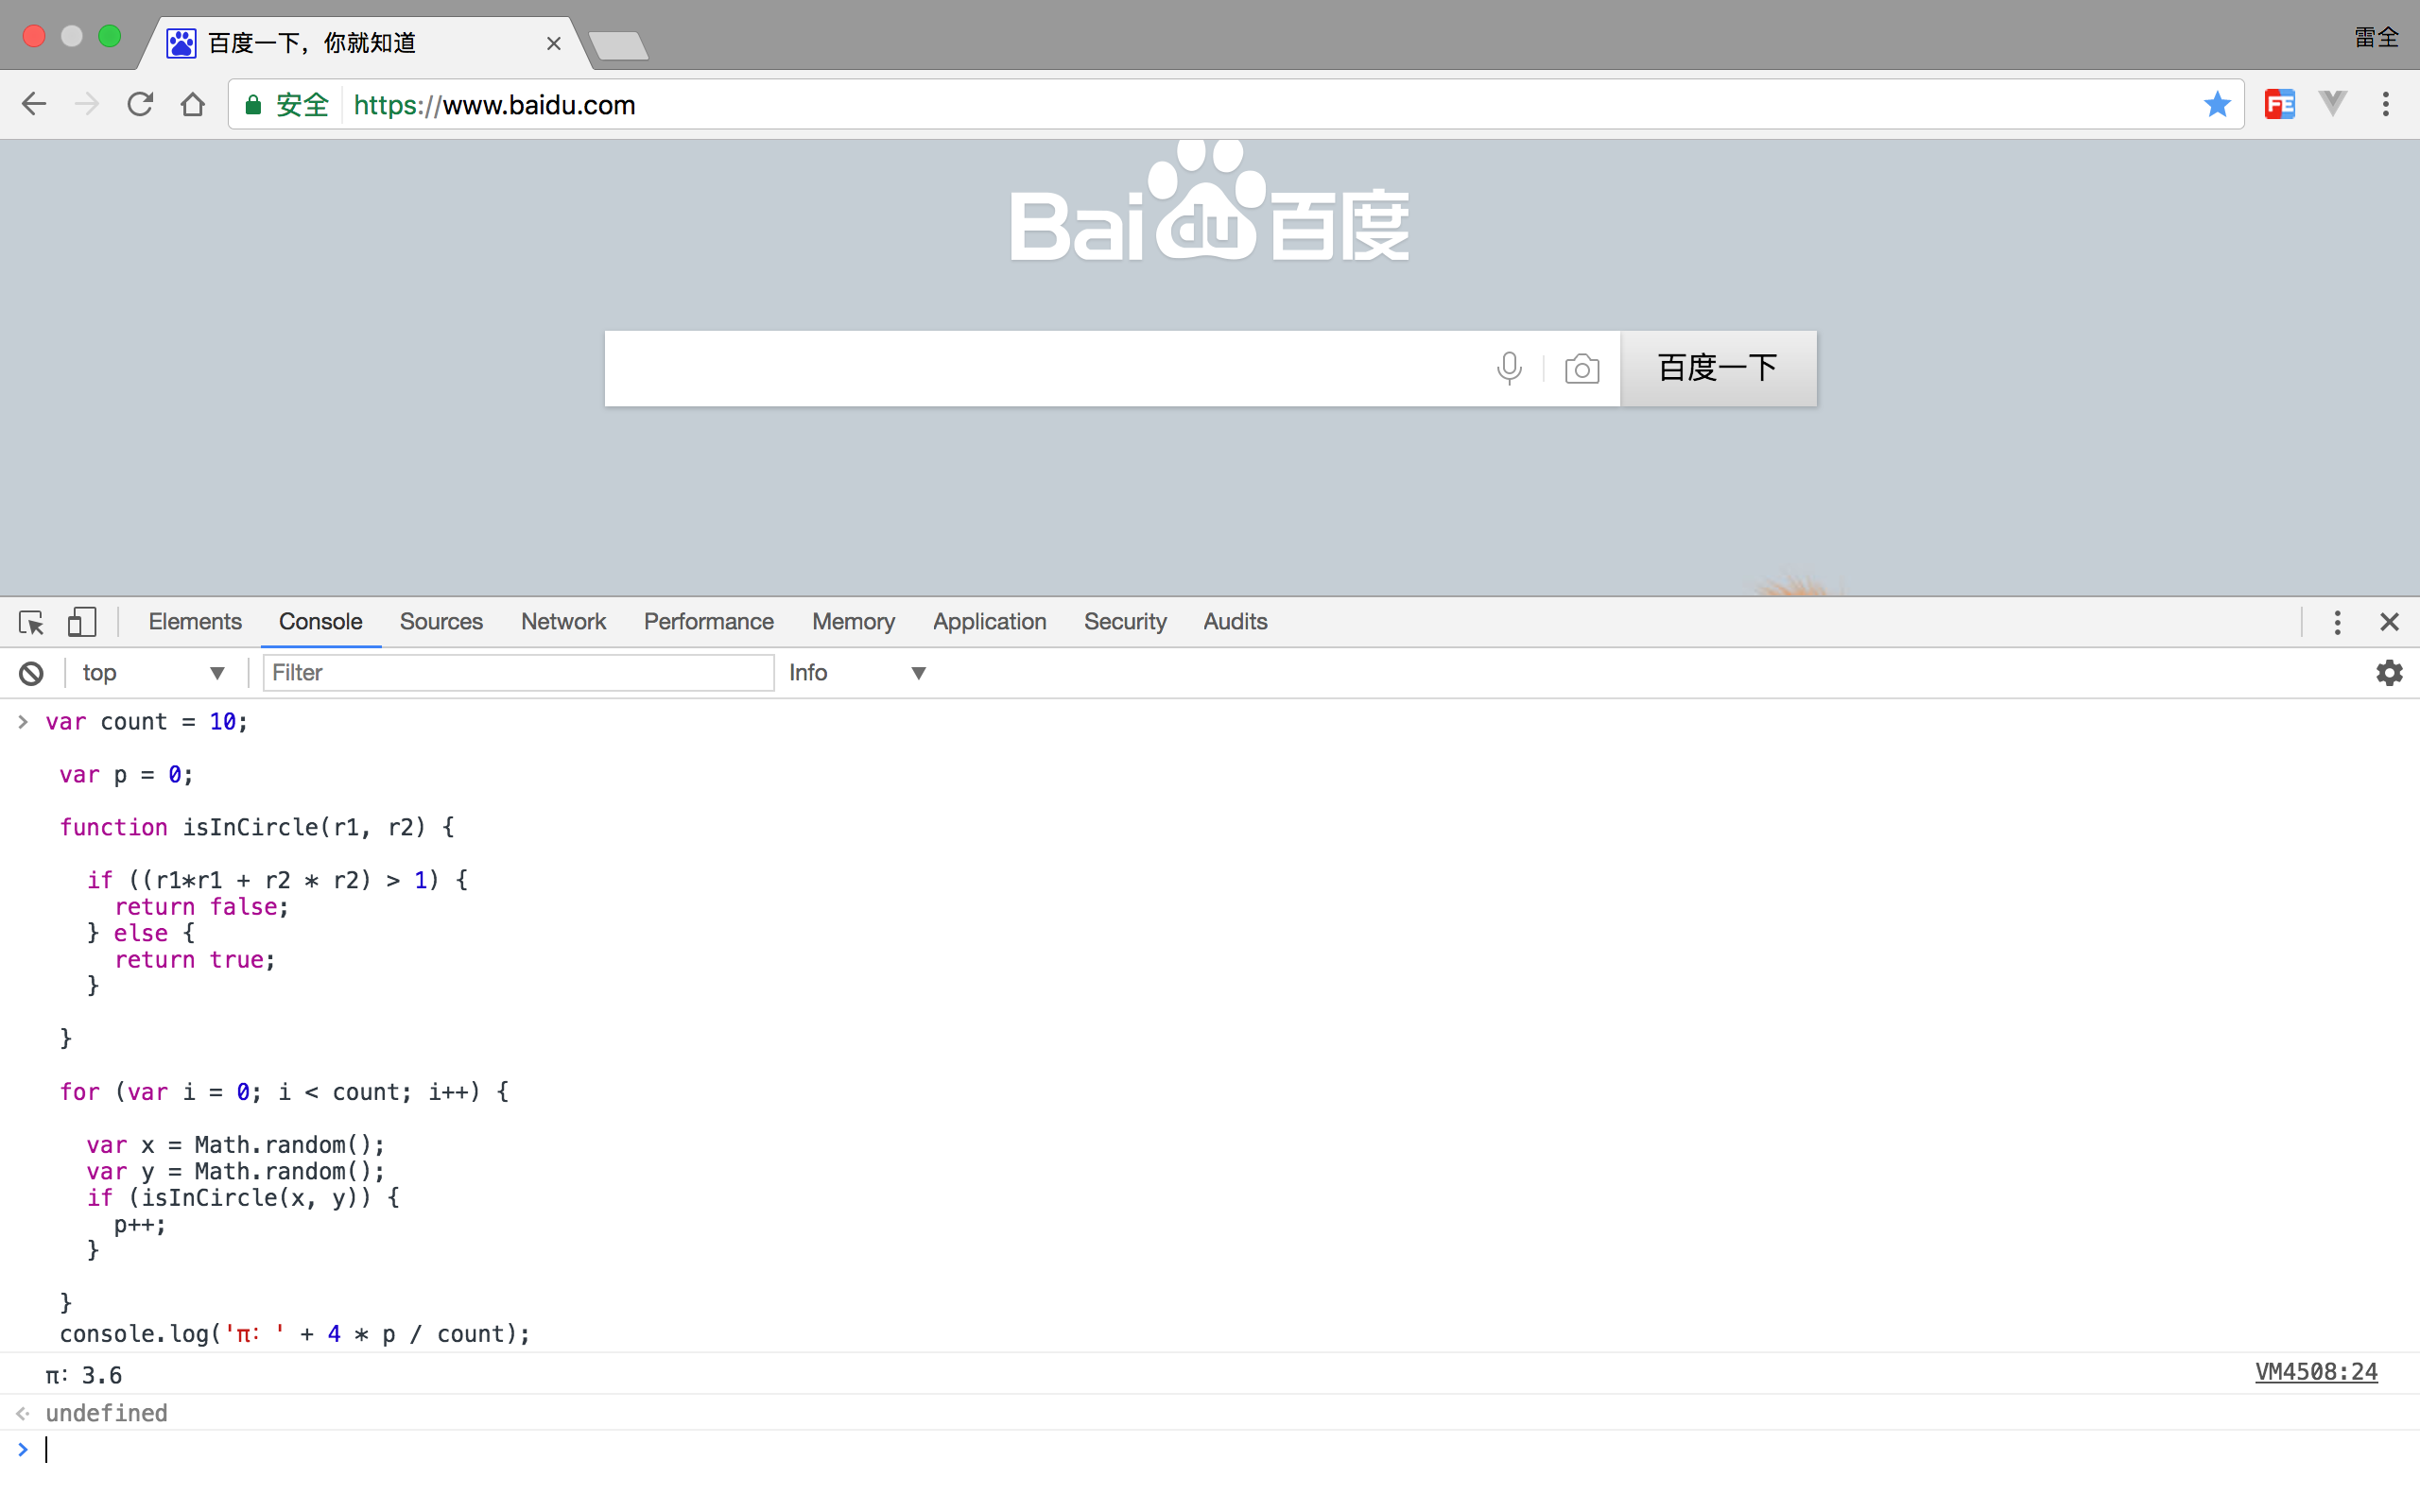 百度一下，你就知道
雷全
安全 https://www.baidu.com
FE
Bai du 百度
百度一下
Elements Console Sources Network Performance Memory Application Security Audits
top Filter Info
var count = 10;
var p = 0;
function isInCircle(r1, r2) {
if ((r1*r1 + r2 * r2) > 1) {
return false;
} else {
return true;
}
}
for (var i = 0; i < count; i++) {
var x = Math.random();
var y = Math.random();
if (isInCircle(x, y)) {
p++;
}
}
console.log('π：' + 4 * p / count);
π：3.6 VM4508:24
undefined